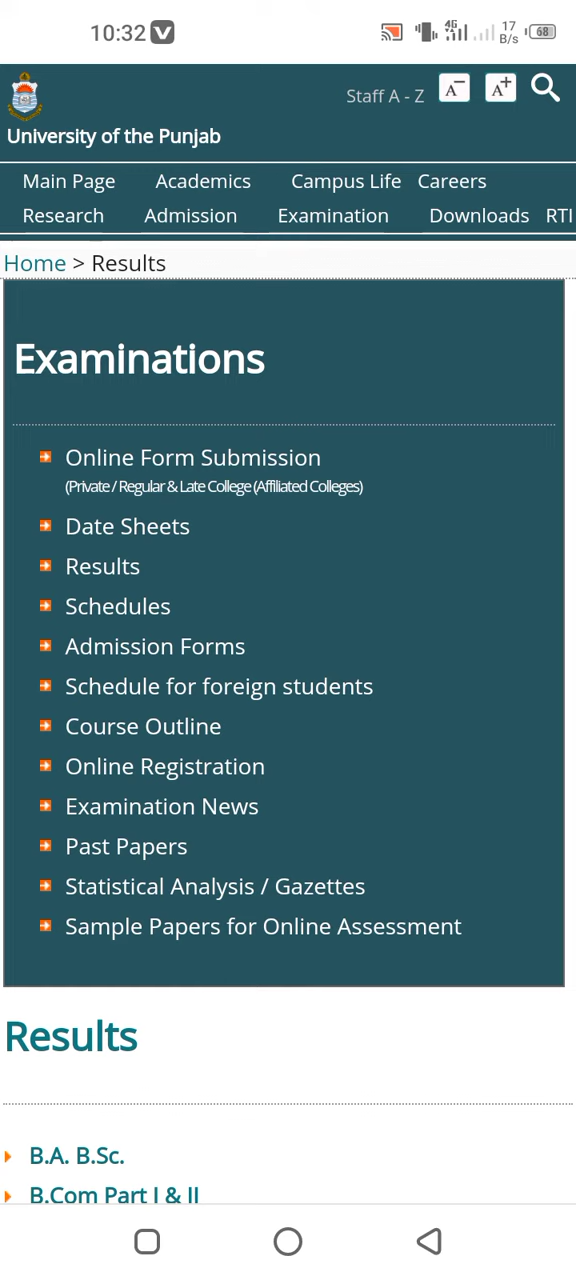 10:32
4G
17
B/s
68
Staff A - Z
A-
A+
University of the Punjab
Main Page Academics Campus Life Careers
Research Admission Examination Downloads RTI
Home > Results
Examinations
Online Form Submission
(Private / Regular & Late College (Affiliated Colleges)
Date Sheets
Results
Schedules
Admission Forms
Schedule for foreign students
Course Outline
Online Registration
Examination News
Past Papers
Statistical Analysis / Gazettes
Sample Papers for Online Assessment
Results
B.A. B.Sc.
B.Com Part I & II